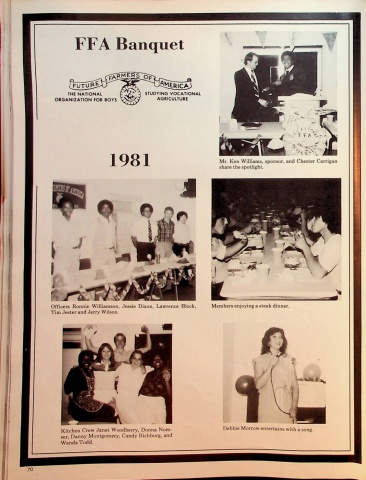 FFA Banquet
FUTURE FARMERS OF AMERICA
THE NATIONAL
ORGANIZATION FOR BOYS
STUDYING VOCATIONAL
AGRICULTURE
Mr. Ken Williams, sponsor, and Chester Carrigan
share the spotlight.
1981
Officers Ronnie Williamson, Jessie Dixon, Lawrence Block,
Tim Jester and Jerry Wilson.
Members enjoying a steak dinner.
Kitchen Crew Janet Woodberry, Donna Nom-
ser, Danny Montgomery, Candy Richburg, and
Wanda Todd.
Debbie Morrow entertains with a song.
70